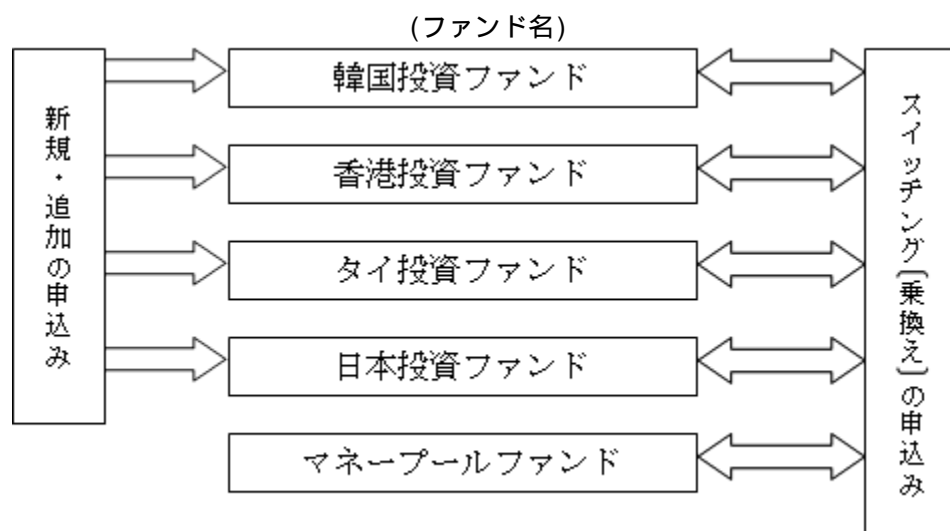 (ファンド名)
新規・追加の申込み
韓国投資ファンド
香港投資ファンド
タイ投資ファンド
日本投資ファンド
マネープールファンド
スイッチング(乗換え)の申込み